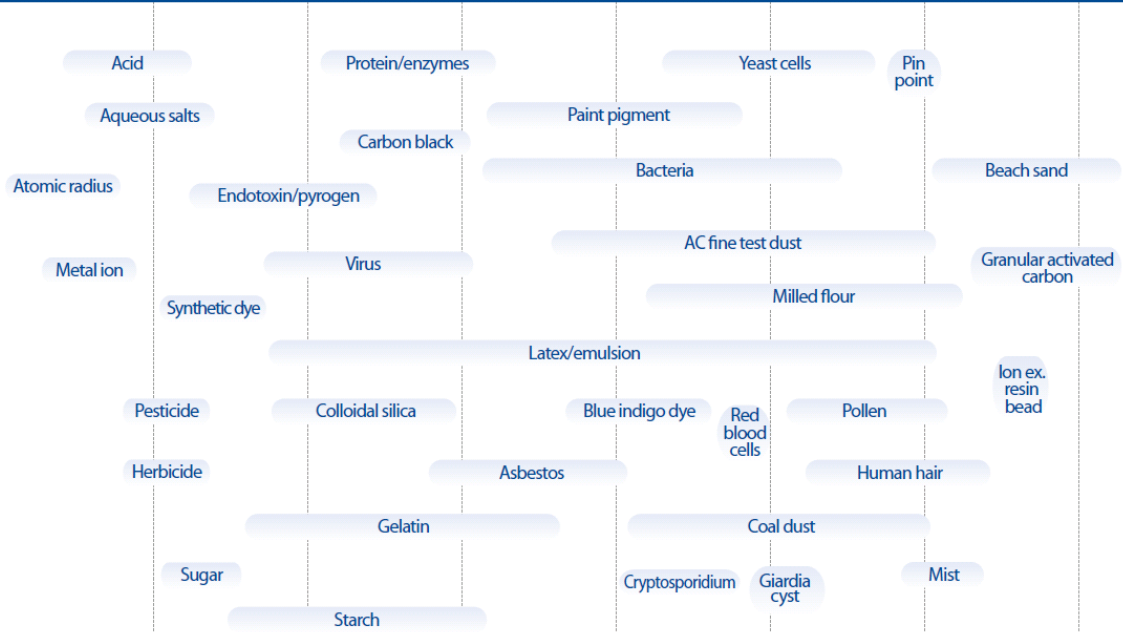 Acid
Protein/enzymes
Yeast cells
Pin
point
Aqueous salts
Paint pigment
Carbon black
Bacteria
Beach sand
Atomic radius
Endotoxin/pyrogen
AC fine test dust
Metal ion
Virus
Granular activated
carbon
Synthetic dye
Milled flour
Latex/emulsion
Ion ex.
resin
bead
Pesticide
Colloidal silica
Blue indigo dye
Red
blood
cells
Pollen
Herbicide
Asbestos
Human hair
Gelatin
Coal dust
Sugar
Cryptosporidium
Giardia
cyst
Mist
Starch